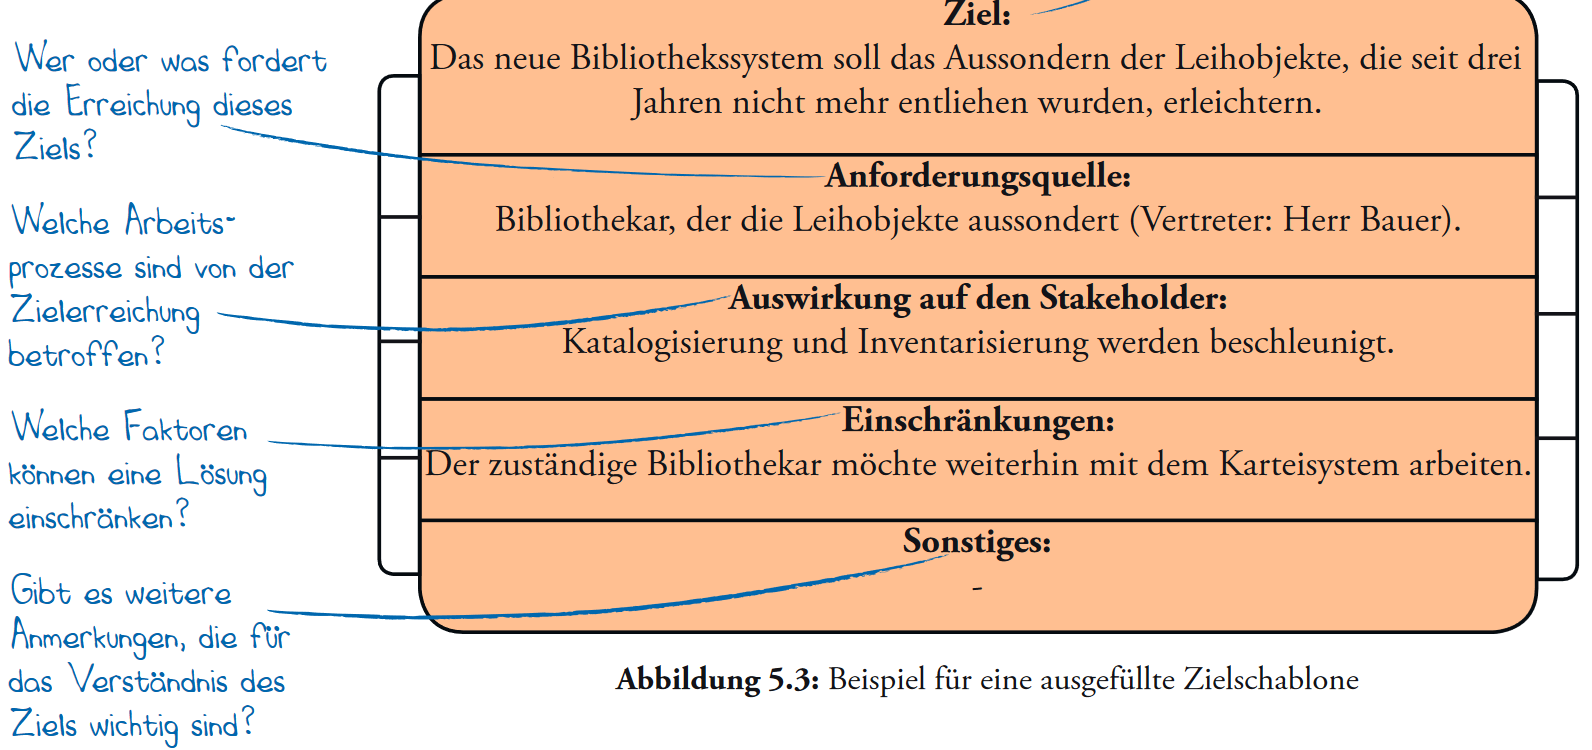 Ziel:
Das neue Bibliothekssystem soll das Aussondern der Leihobjekte, die seit drei
Jahren nicht mehr entliehen wurden, erleichtern.
Wer oder was fordert
die Erreichung dieses
Ziels?
Anforderungsquelle:
Bibliothekar, der die Leihobjekte aussondert (Vertreter: Herr Bauer).
Welche Arbeits-
prozesse sind von der
Zielerreichung
betroffen?
Auswirkung auf den Stakeholder:
Katalogisierung und Inventarisierung werden beschleunigt.
Welche Faktoren
können eine Lösung
einschränken?
Einschränkungen:
Der zuständige Bibliothekar möchte weiterhin mit dem Karteisystem arbeiten.
Gibt es weitere
Anmerkungen, die für
das Verständnis des
Ziels wichtig sind?
Sonstiges:
-
Abbildung 5.3: Beispiel für eine ausgefüllte Zielschablone